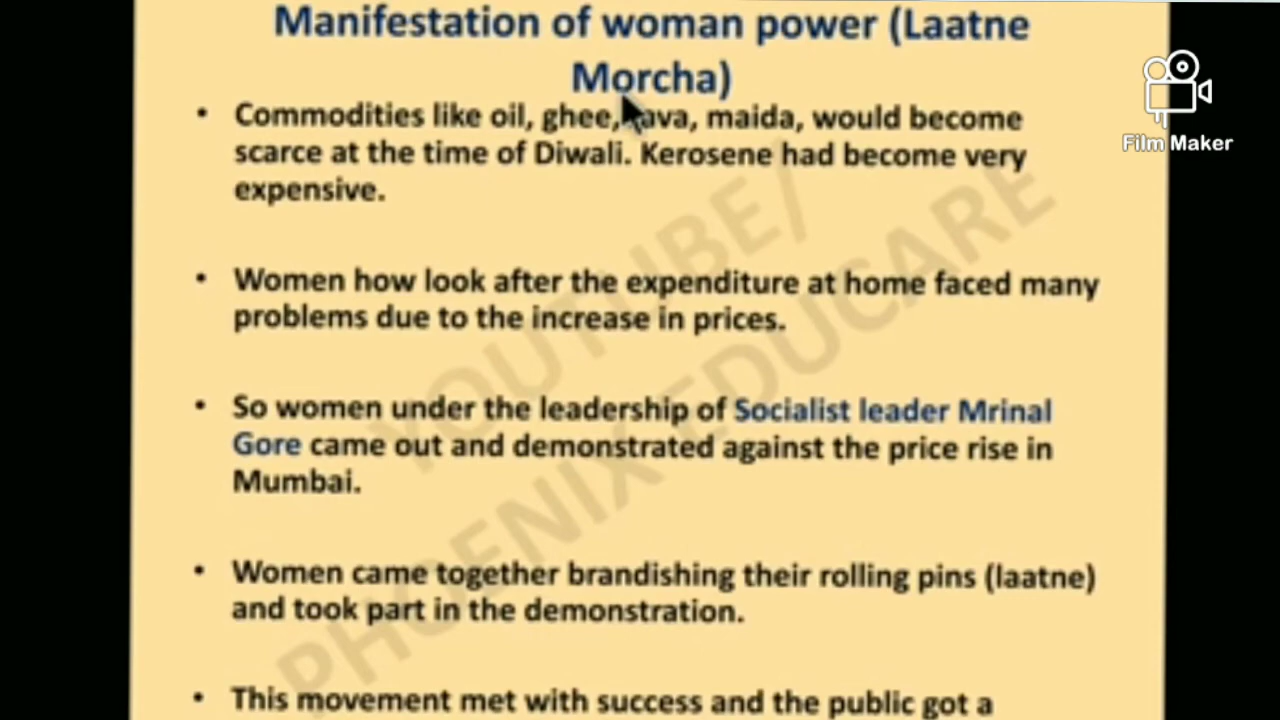 Manifestation of woman power (Laatne
Morcha)
• Commodities like oil, ghee, maida, would become
scarce at the time of Diwali. Kerosene had become very
expensive.
• Women how look after the expenditure at home faced many
problems due to the increase in prices.
• So women under the leadership of Socialist leader Mrinal
Gore came out and demonstrated against the price rise in
Mumbai.
• Women came together brandishing their rolling pins (laatne)
and took part in the demonstration.
• This movement met with success and the public got a
YOUTUBE/
PHOENIX EDUCARE
Film Maker